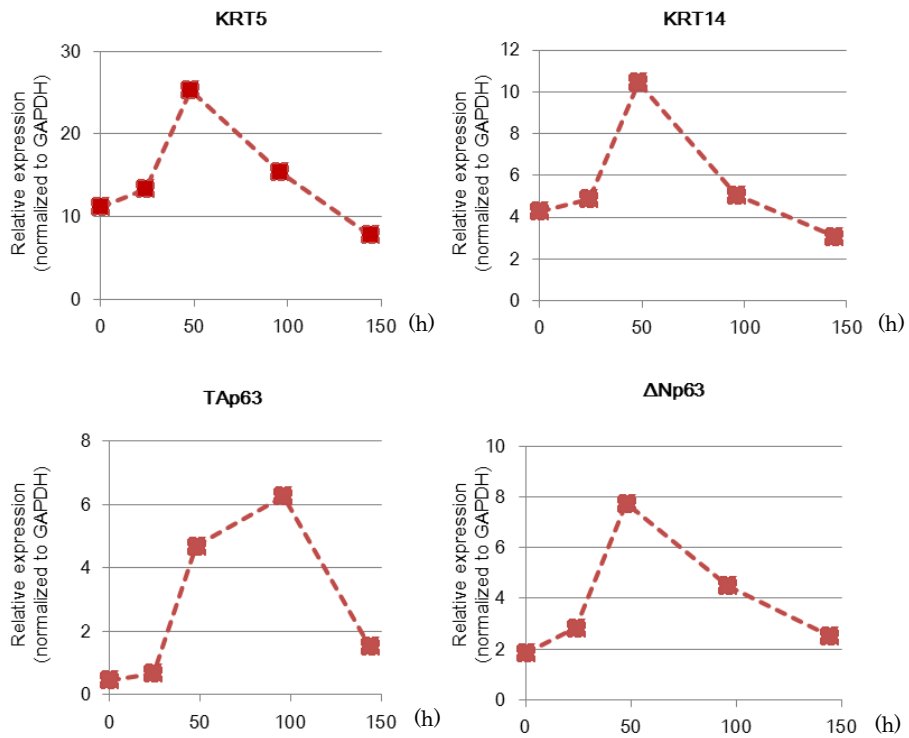 KRT5
Relative expression
(normalized to GAPDH)
30
20
10
0
0 50 100 150 (h)
KRT14
Relative expression
(normalized to GAPDH)
12
10
8
6
4
2
0
0 50 100 150 (h)
TAp63
Relative expression
(normalized to GAPDH)
8
6
4
2
0
0 50 100 150 (h)
ΔNp63
Relative expression
(normalized to GAPDH)
10
8
6
4
2
0
0 50 100 150 (h)